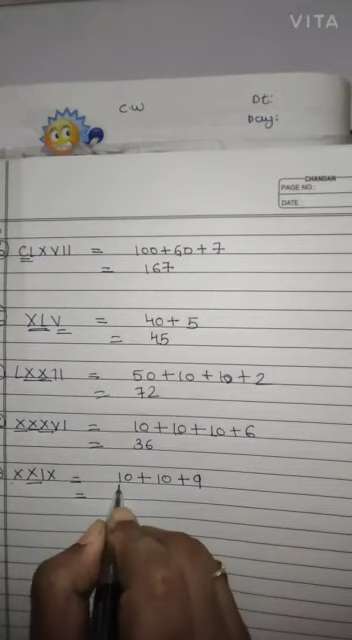 VITA
C.W
Dt:
Day:
CHANDAN
PAGE NO.:
DATE:
CLXVII = 100+60+7
= 167
XLV = 40+5
= 45
LXXII = 50+10+10+2
= 72
XXXVI = 10+10+10+6
= 36
XXIX = 10+10+9
=